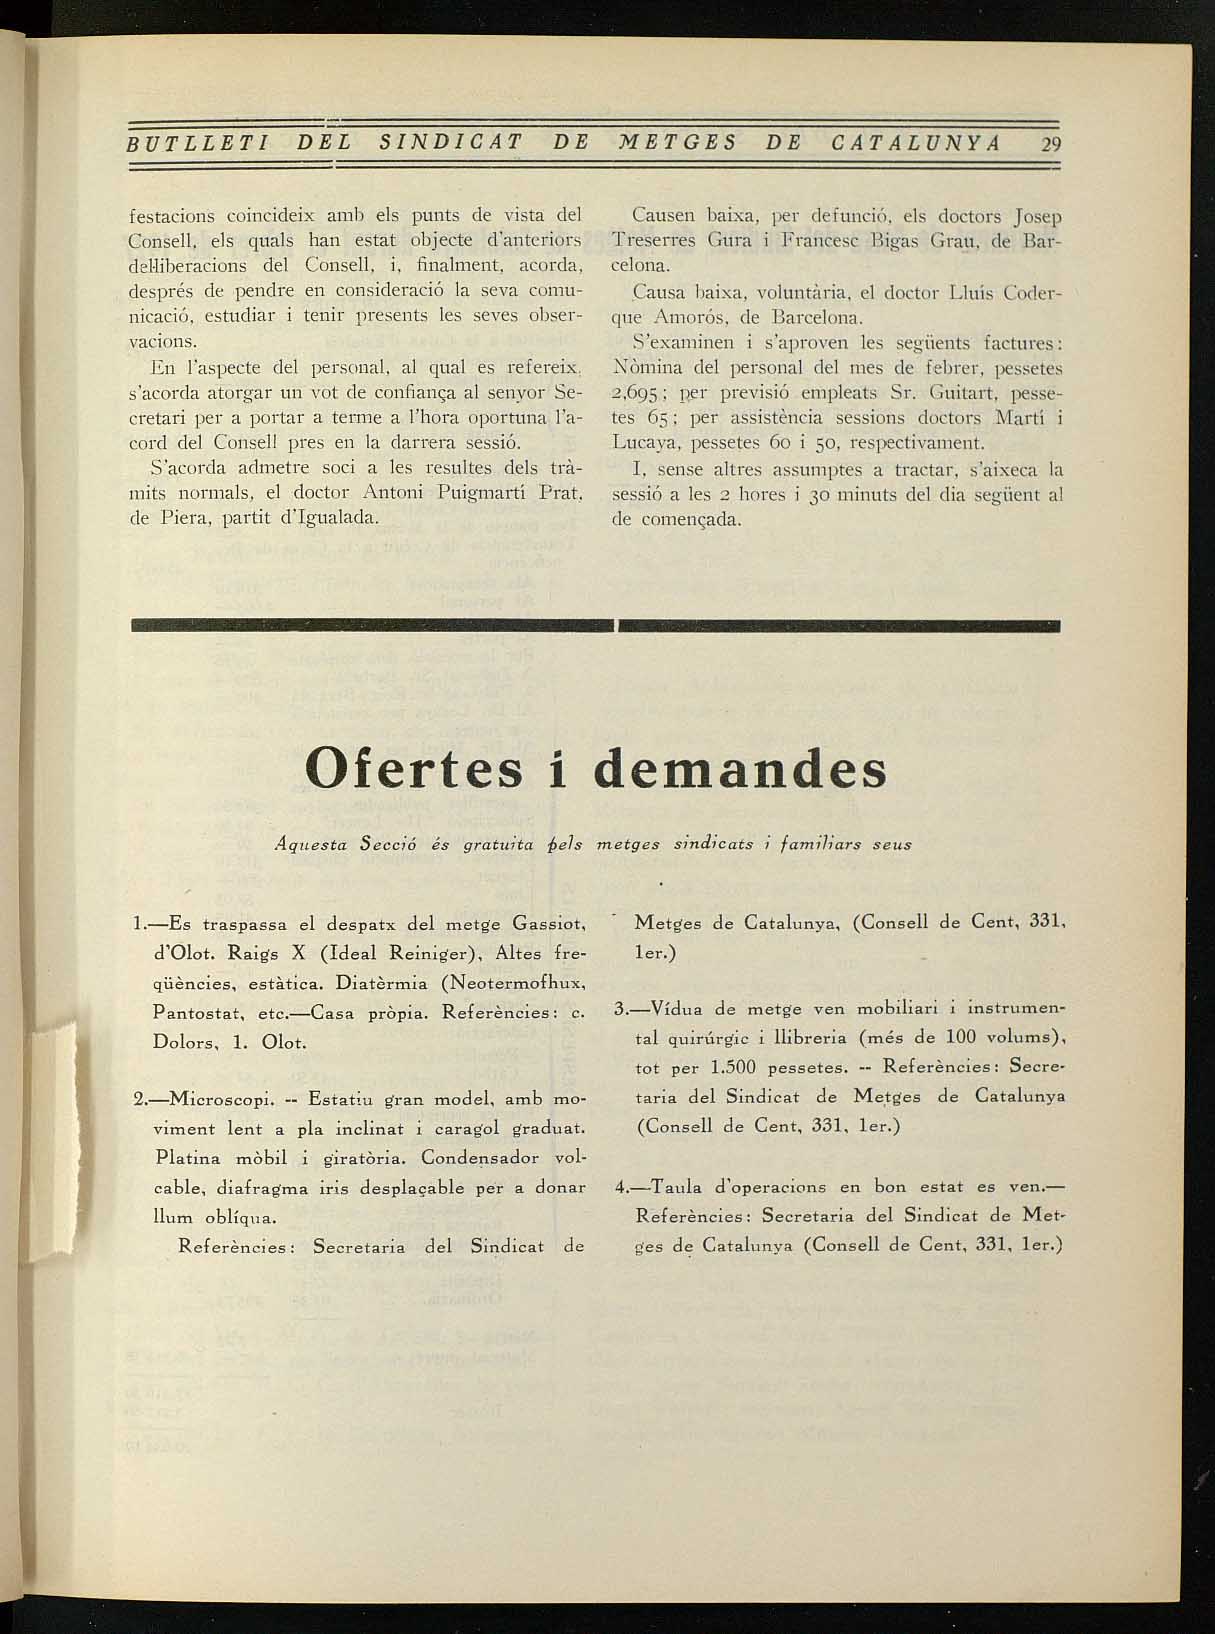 BUTLLETI DEL SINDICAT DE METGES DE CATALUNYA 29
festacions coincideix amb els punts de vista del
Consell, els quals han estat objecte d'anteriors
del·liberacions del Consell, i, finalment, acorda,
després de pendre en consideració la seva comu-
nicació, estudiar i tenir presents les seves obser-
vacions.
En l'aspecte del personal, al qual es refereix,
s'acorda atorgar un vot de confiança al senyor Se-
cretari per a portar a terme a l'hora oportuna l'a-
cord del Consell pres en la darrera sessió.
S'acorda admetre soci a les resultes dels trà-
mits normals, el doctor Antoni Puigmartí Prat,
de Piera, partit d'Igualada.
Causen baixa, per defunció, els doctors Josep
Treserres Gura i Francesc Bigas Grau, de Bar-
celona.
Causa baixa, voluntària, el doctor Lluís Coder-
que Amorós, de Barcelona.
S'examinen i s'aproven les següents factures:
Nòmina del personal del mes de febrer, pessetes
2,695; per previsió empleats Sr. Guitart, pesse-
tes 65; per assistència sessions doctors Martí i
Lucaya, pessetes 60 i 50, respectivament.
I, sense altres assumptes a tractar, s'aixeca la
sessió a les 2 hores i 30 minuts del dia següent al
de començada.
Ofertes i demandes
Aquesta Secció és gratuïta pels metges sindicats i familiars seus
1.—Es traspassa el despatx del metge Gassiot,
d'Olot. Raigs X (Ideal Reiniger), Altes fre-
qüències, estàtica. Diatèrmia (Neotermofhux,
Pantostat, etc.—Casa pròpia. Referències: c.
Dolors, 1. Olot.
2.—Microscopi. -- Estatiu gran model, amb mo-
viment lent a pla inclinat i caragol graduat.
Platina mòbil i giratòria. Condensador vol-
cable, diafragma iris desplaçable per a donar
llum oblíqua.
Referències: Secretaria del Sindicat de
Metges de Catalunya, (Consell de Cent, 331,
1er.)
3.—Vídua de metge ven mobiliari i instrumen-
tal quirúrgic i llibreria (més de 100 volums),
tot per 1.500 pessetes. -- Referències: Secre-
taria del Sindicat de Metges de Catalunya
(Consell de Cent, 331, 1er.)
4.—Taula d'operacions en bon estat es ven.—
Referències: Secretaria del Sindicat de Met-
ges de Catalunya (Consell de Cent, 331, 1er.)